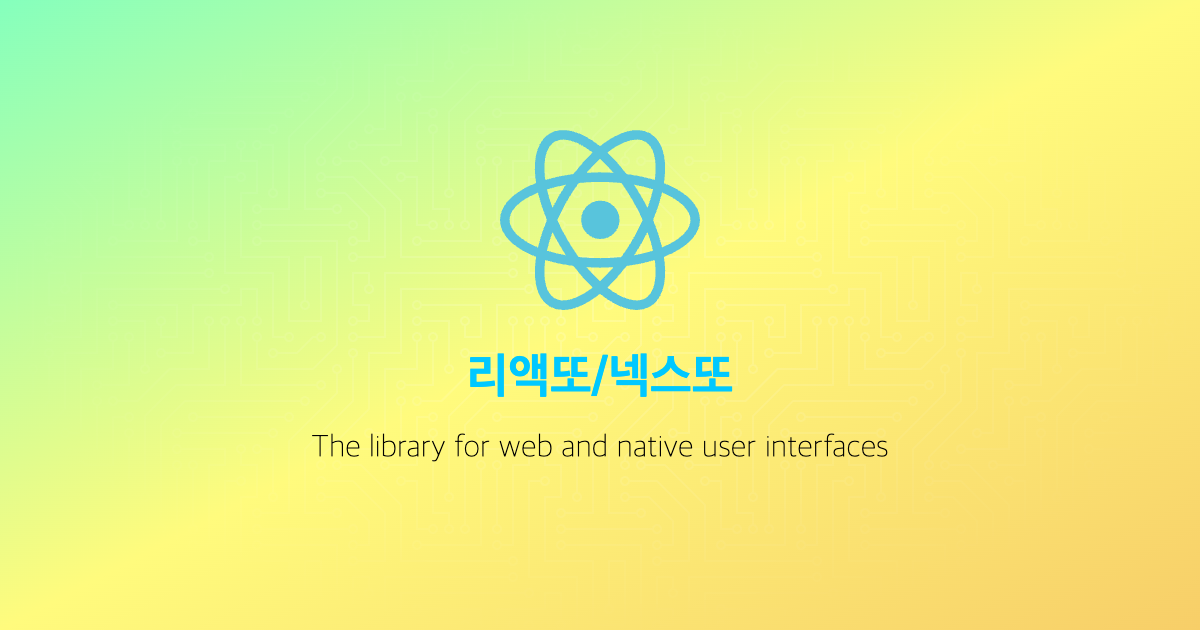 리액또/넥스또
The library for web and native user interfaces